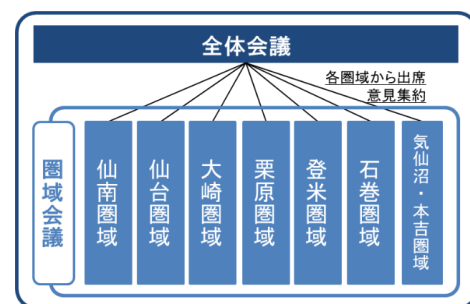 全体会議
各圏域から出席
意見集約
圏域会議
仙南圏域
仙台圏域
大崎圏域
栗原圏域
登米圏域
石巻圏域
気仙沼・本吉圏域